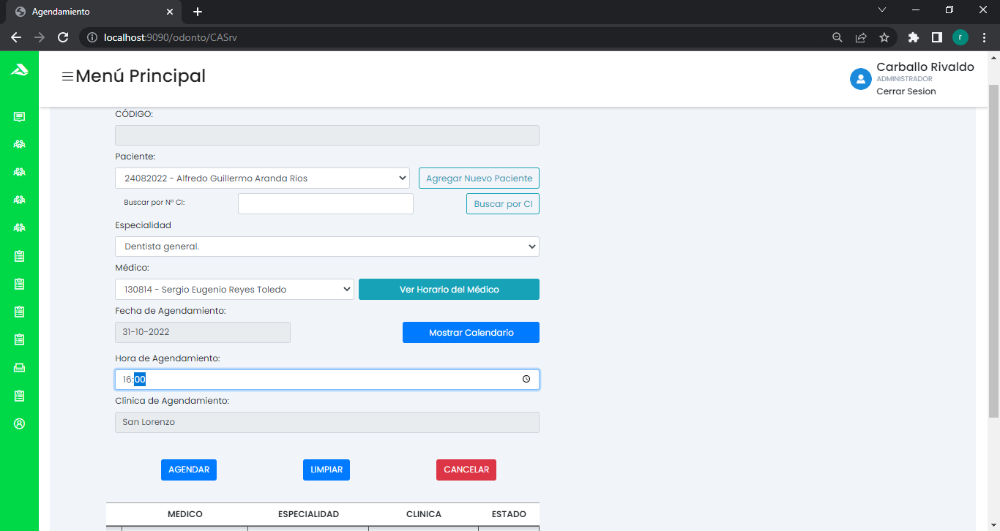 Agendamiento
localhost:9090/odonto/CASrv
r
Menú Principal
Carballo Rivaldo
ADMINISTRADOR
Cerrar Sesion
CÓDIGO:
Paciente:
24082022 - Alfredo Guillermo Aranda Rios
Agregar Nuevo Paciente
Buscar por Nº CI:
Buscar por CI
Especialidad
Dentista general.
Médico:
130814 - Sergio Eugenio Reyes Toledo
Ver Horario del Médico
Fecha de Agendamiento:
31-10-2022
Mostrar Calendario
Hora de Agendamiento:
16:00
Clinica de Agendamiento:
San Lorenzo
AGENDAR LIMPIAR CANCELAR
MEDICO ESPECIALIDAD CLINICA ESTADO